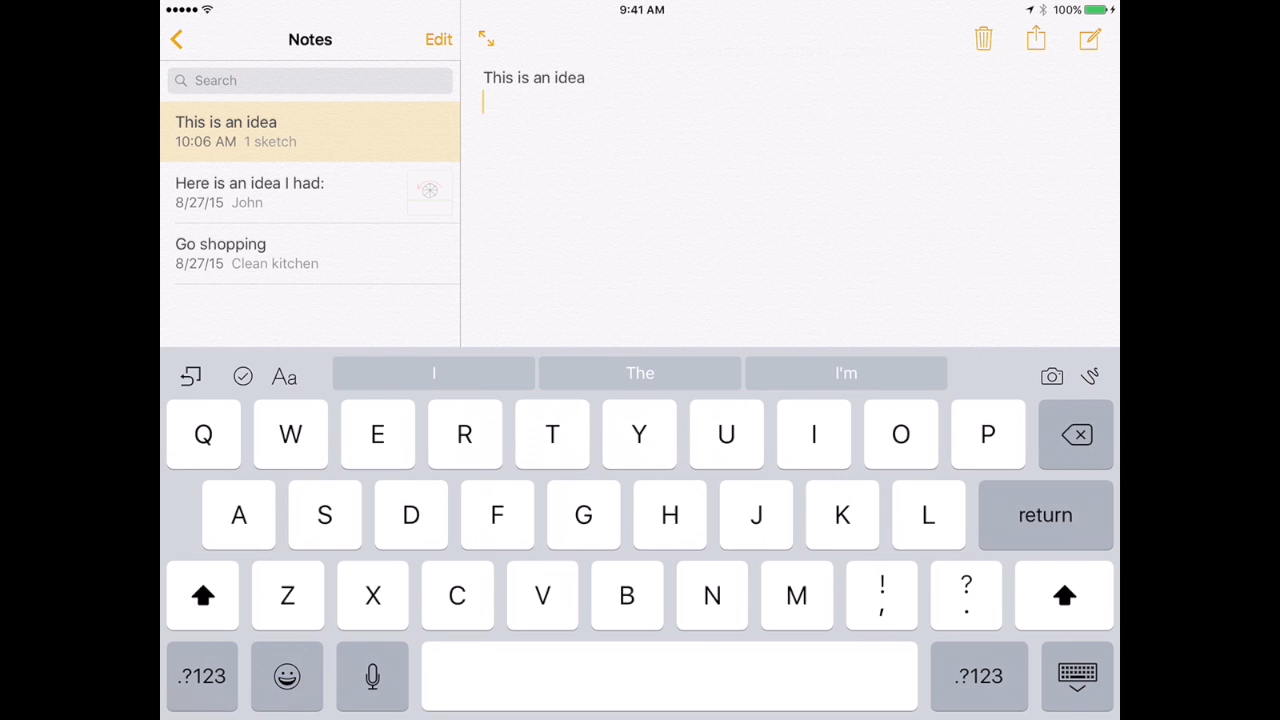 9:41 AM
100%
Notes
Edit
Search
This is an idea
10:06 AM 1 sketch
Here is an idea I had:
8/27/15 John
Go shopping
8/27/15 Clean kitchen
This is an idea
Aa
I
The
I'm
Q W E R T Y U I O P
A S D F G H J K L return
Z X C V B N M ! , ? .
.?123 .?123